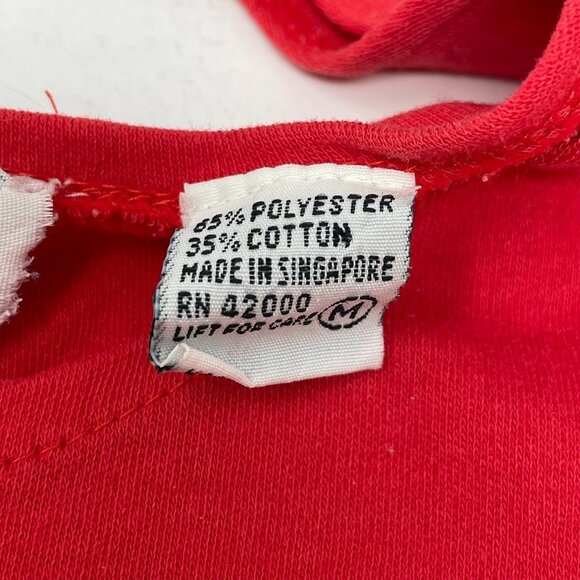 65% POLYESTER
35% COTTON
MADE IN SINGAPORE
RN 42000
LIFT FOR CARE M